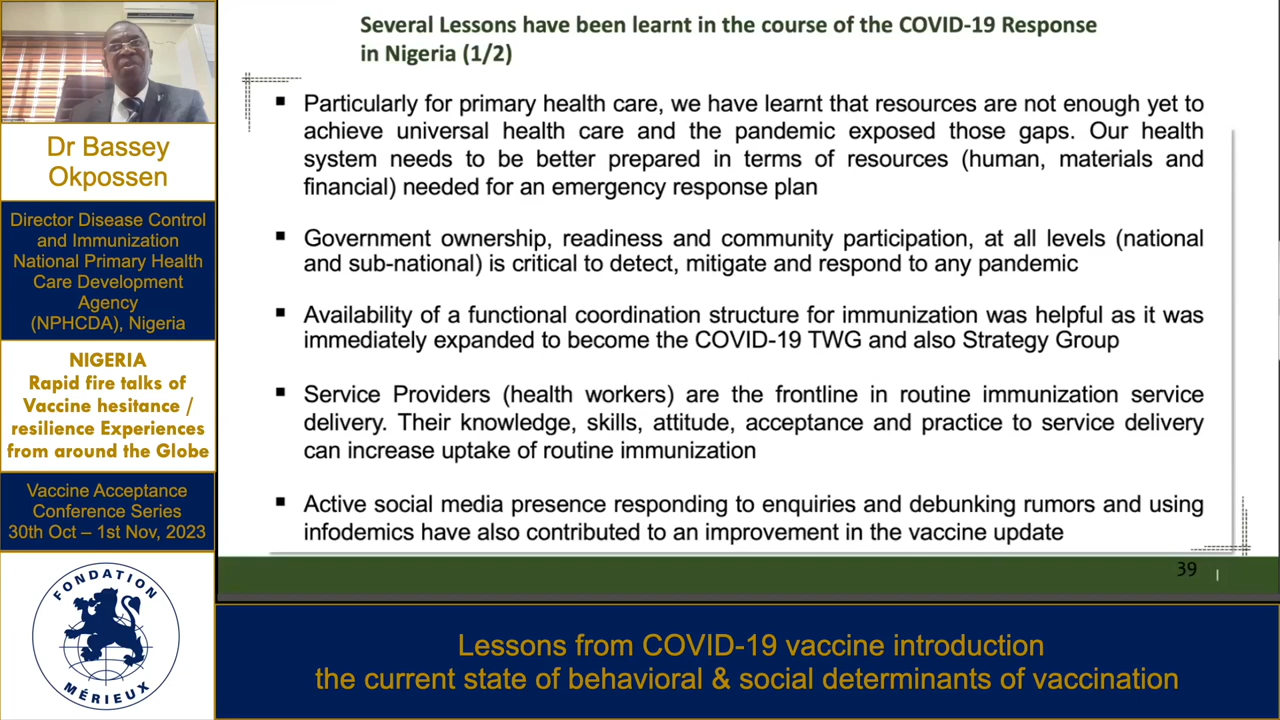 Several Lessons have been learnt in the course of the COVID-19 Response
in Nigeria (1/2)
▪ Particularly for primary health care, we have learnt that resources are not enough yet to
achieve universal health care and the pandemic exposed those gaps. Our health
system needs to be better prepared in terms of resources (human, materials and
financial) needed for an emergency response plan
▪ Government ownership, readiness and community participation, at all levels (national
and sub-national) is critical to detect, mitigate and respond to any pandemic
▪ Availability of a functional coordination structure for immunization was helpful as it was
immediately expanded to become the COVID-19 TWG and also Strategy Group
▪ Service Providers (health workers) are the frontline in routine immunization service
delivery. Their knowledge, skills, attitude, acceptance and practice to service delivery
can increase uptake of routine immunization
▪ Active social media presence responding to enquiries and debunking rumors and using
infodemics have also contributed to an improvement in the vaccine update
39
Dr Bassey
Okpossen
Director Disease Control
and Immunization
National Primary Health
Care Development
Agency
(NPHCDA), Nigeria
NIGERIA
Rapid fire talks of
Vaccine hesitance /
resilience Experiences
from around the Globe
Vaccine Acceptance
Conference Series
30th Oct – 1st Nov, 2023
FONDATION
MÉRIEUX
Lessons from COVID-19 vaccine introduction
the current state of behavioral & social determinants of vaccination